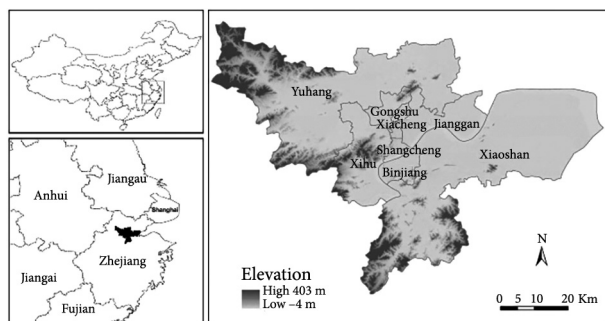 Anhui
Jiangau
Shanghai
Zhejiang
Jiangai
Fujian
Yuhang
Gongshu
Xiacheng
Jianggan
Shangcheng
Xihu
Xiaoshan
Binjiang
Elevation
High 403 m
Low –4 m
N
0 5 10 20 KM